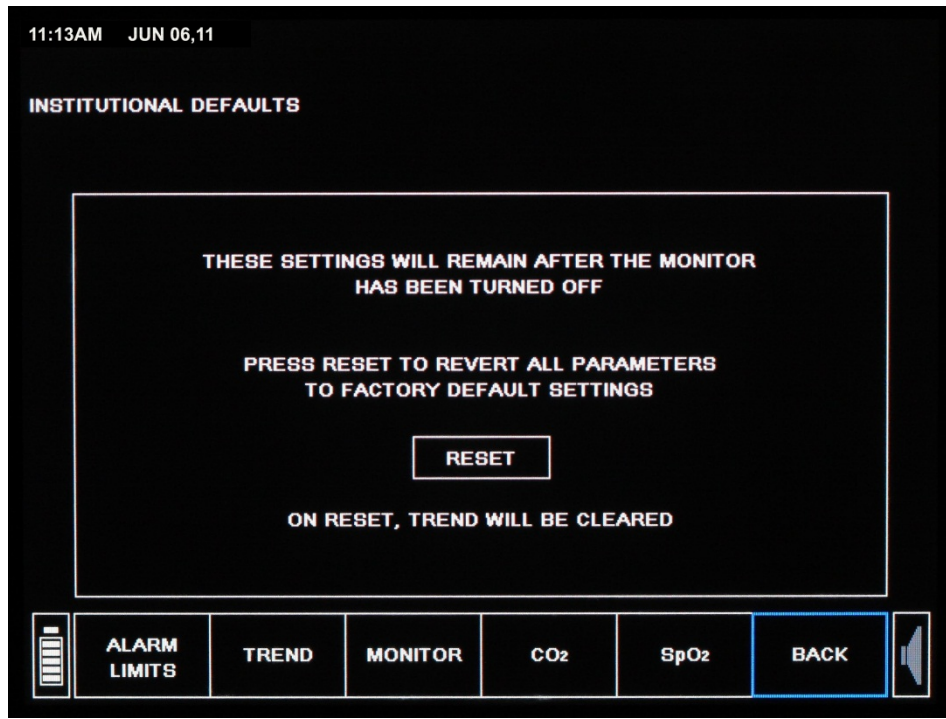 11:13AM JUN 06,11
INSTITUTIONAL DEFAULTS
THESE SETTINGS WILL REMAIN AFTER THE MONITOR
HAS BEEN TURNED OFF
PRESS RESET TO REVERT ALL PARAMETERS
TO FACTORY DEFAULT SETTINGS
RESET
ON RESET, TREND WILL BE CLEARED
ALARM
LIMITS
TREND
MONITOR
CO₂
SpO₂
BACK